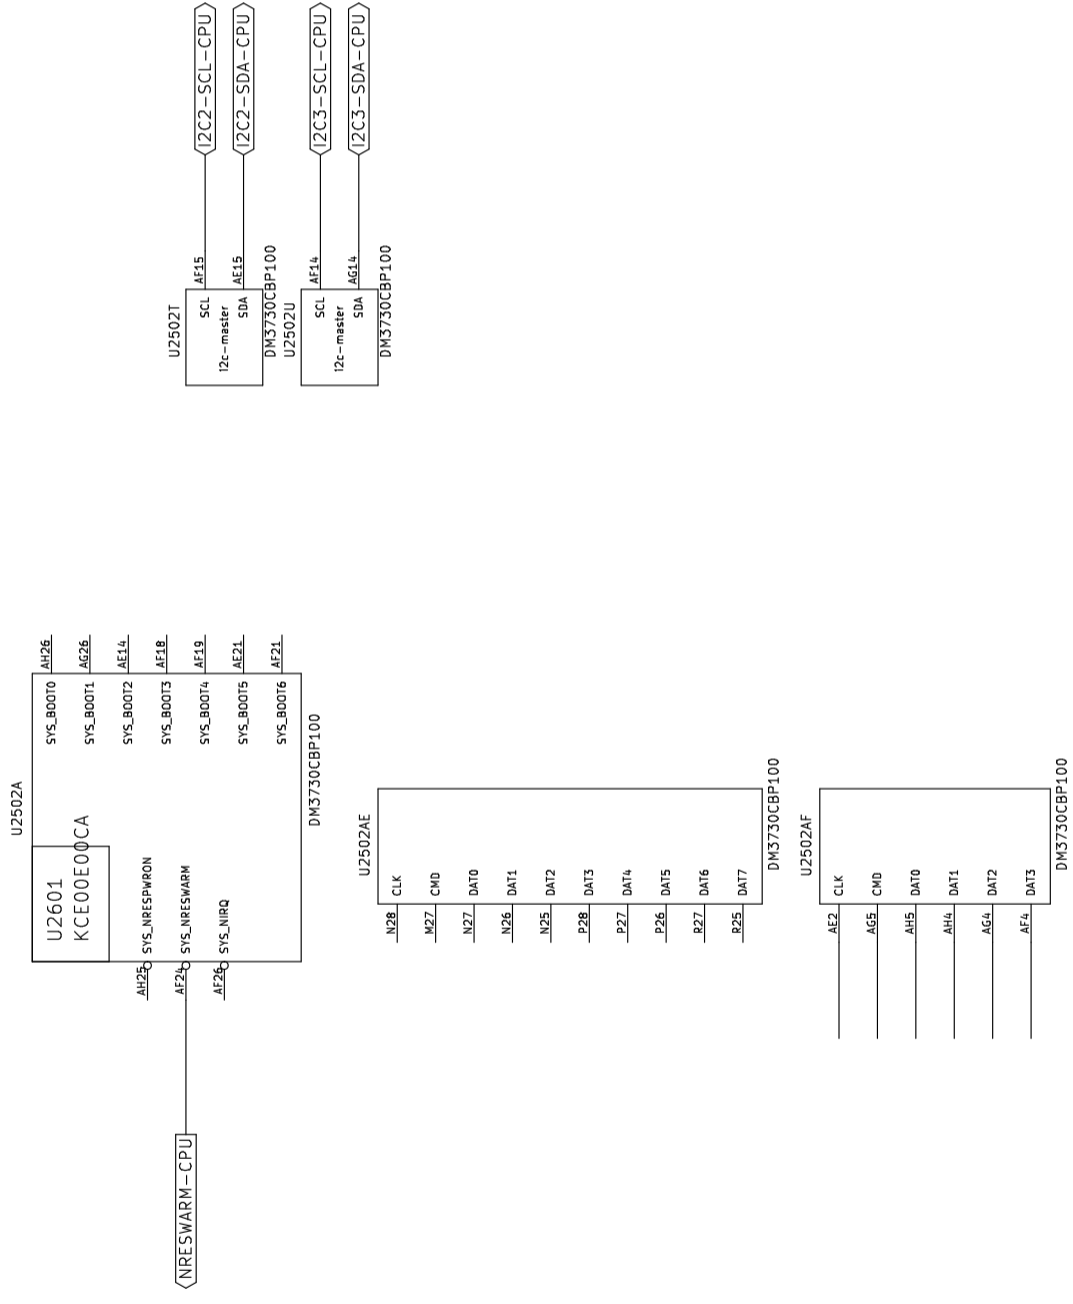 I2C2-SCL-CPU
I2C2-SDA-CPU
I2C3-SCL-CPU
I2C3-SDA-CPU
U2502T
AF15
SCL
AE15
SDA
I2c-master
DM3730CBP100
U2502U
AF14
SCL
AG14
SDA
I2c-master
DM3730CBP100
U2502A
U2601
KCE00E00CA
AH26
SYS_BOOT0
AG26
SYS_BOOT1
AE14
SYS_BOOT2
AF18
SYS_BOOT3
AF19
SYS_BOOT4
AE21
SYS_BOOT5
AF21
SYS_BOOT6
AH25
SYS_NRESPWRON
AF24
SYS_NRESWARM
AF26
SYS_NIRQ
DM3730CBP100
NRESWARM-CPU
U2502AE
N28
CLK
M27
CMD
N27
DAT0
N26
DAT1
N25
DAT2
P28
DAT3
P27
DAT4
P26
DAT5
R27
DAT6
R25
DAT7
DM3730CBP100
U2502AF
AE2
CLK
AG5
CMD
AH5
DAT0
AH4
DAT1
AG4
DAT2
AF4
DAT3
DM3730CBP100